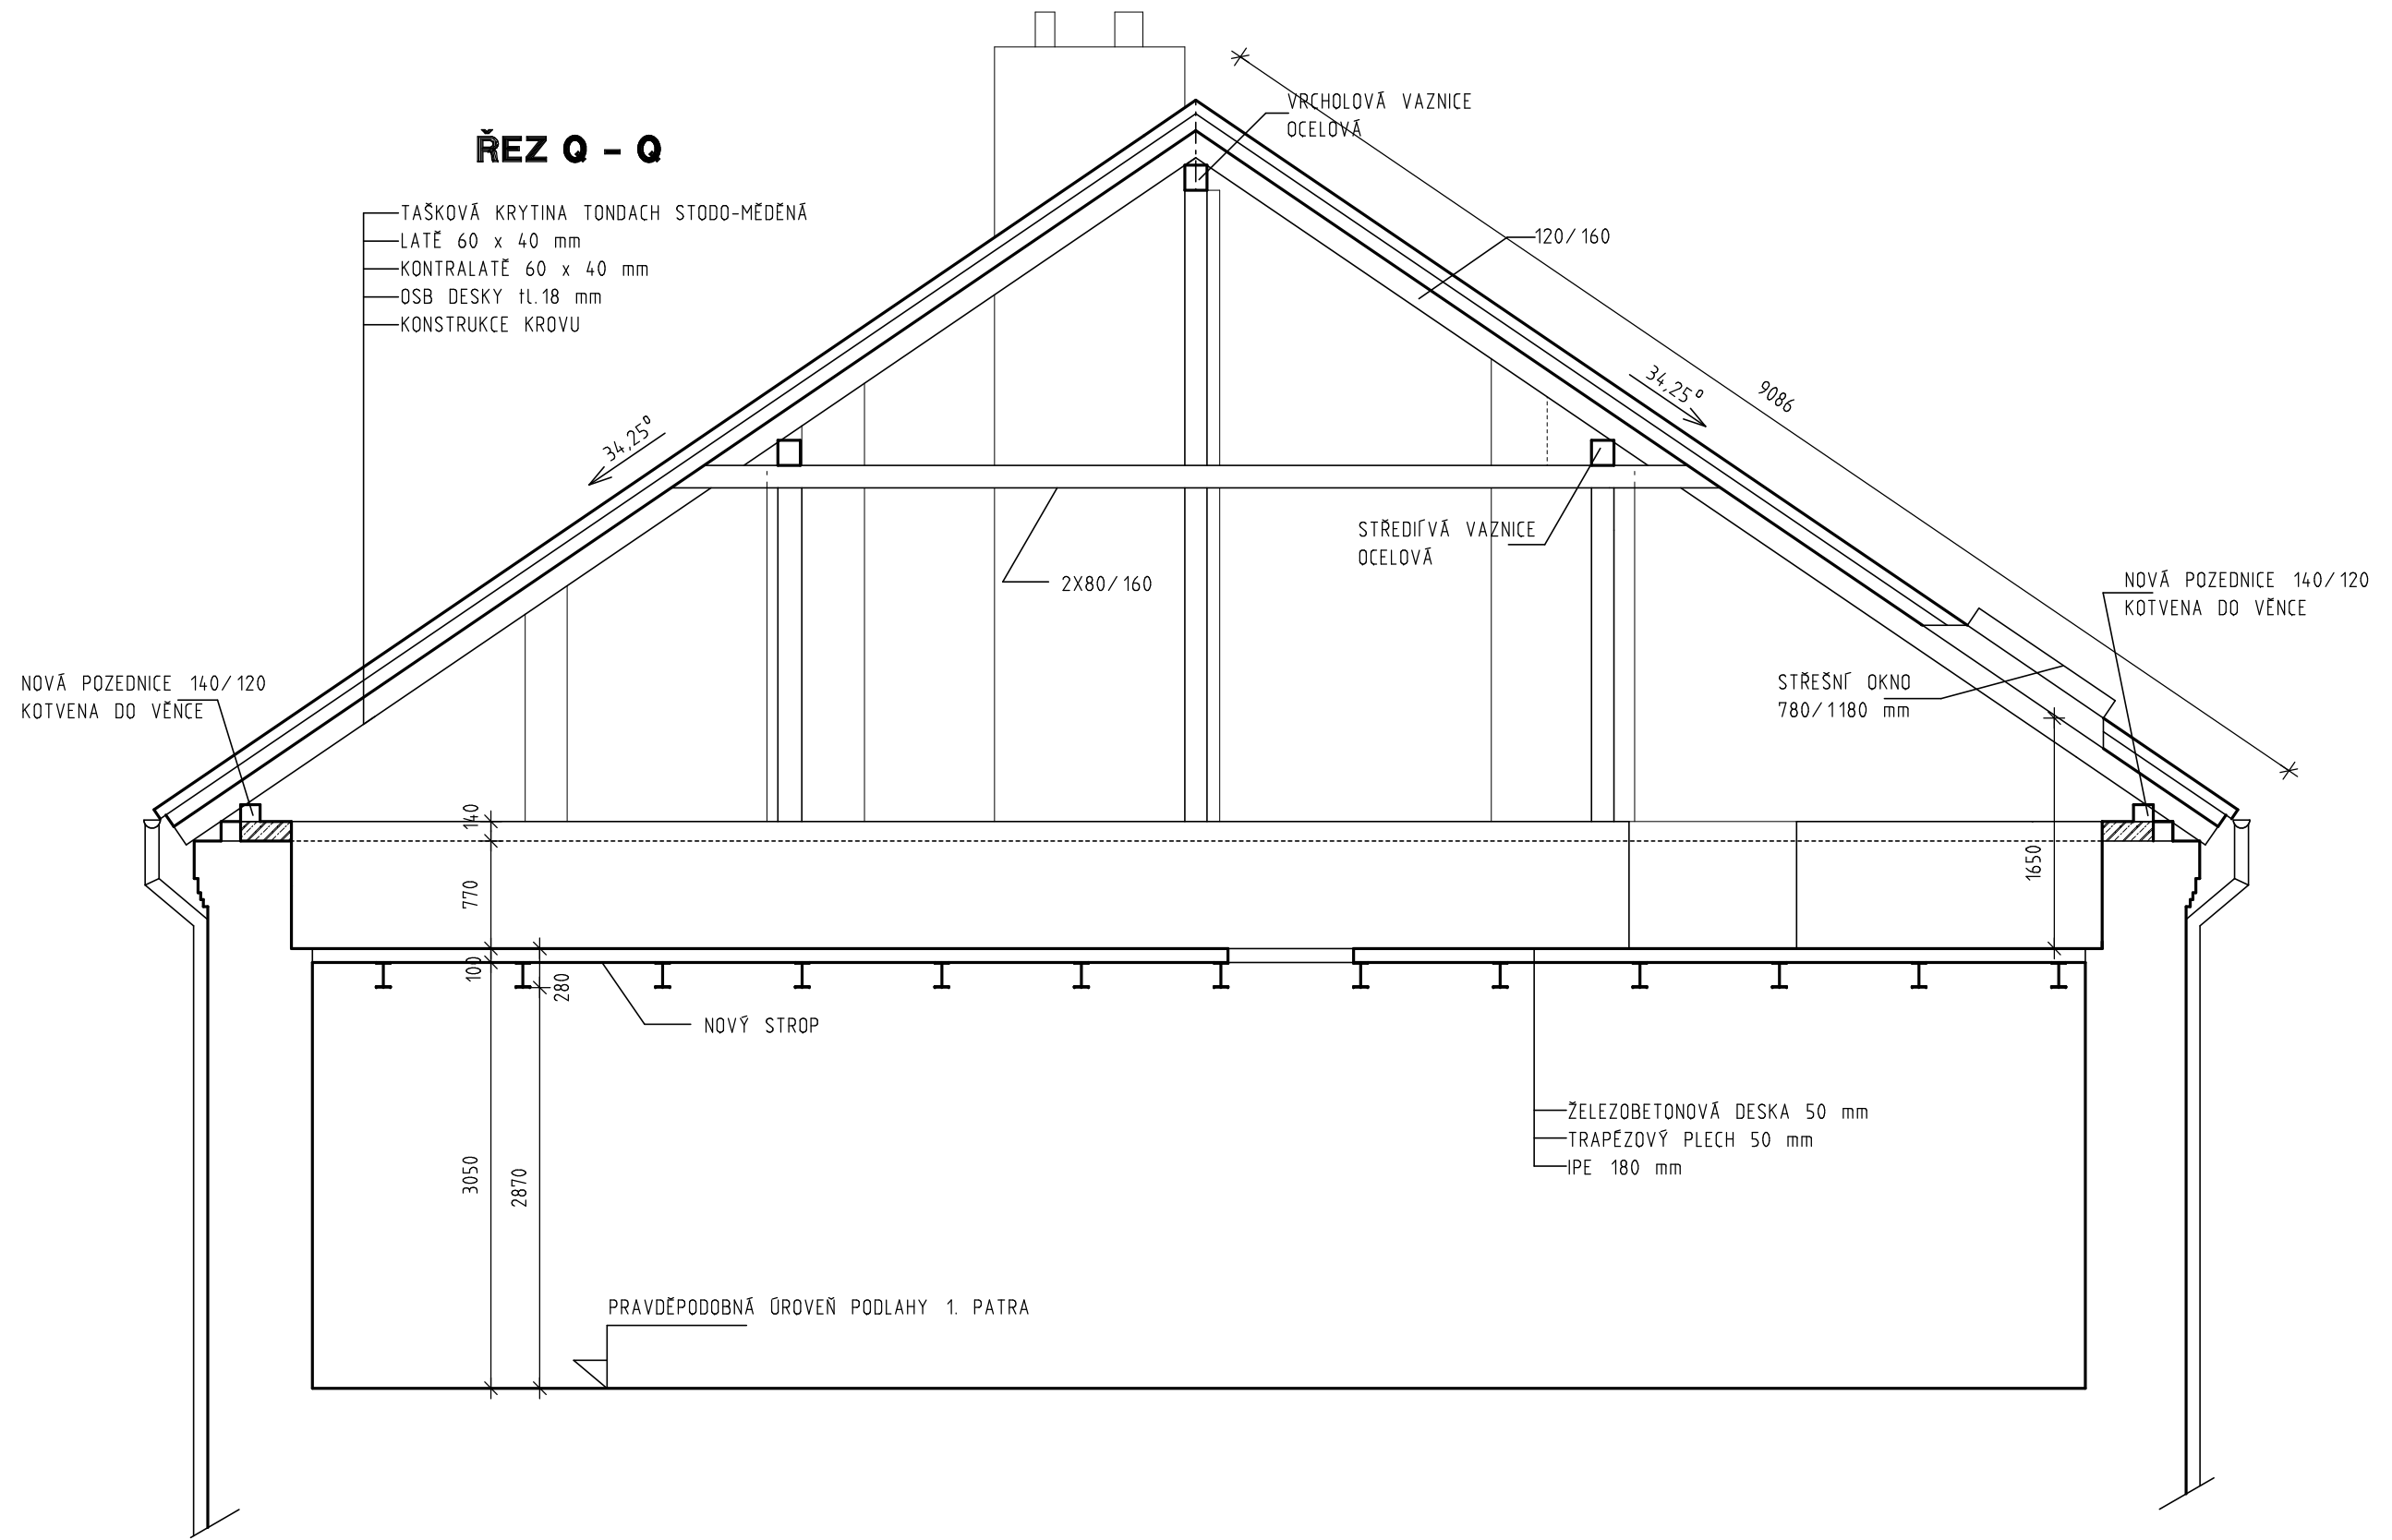 ŘEZ Q - Q
TAŠKOVÁ KRYTINA TONDACH STODO-MĚDĚNÁ
LATĚ 60 x 40 mm
KONTRALATĚ 60 x 40 mm
OSB DESKY tl.18 mm
KONSTRUKCE KROVU
VRCHOLOVÁ VAZNICE
OCELOVÁ
120/160
34,25º
34,25º
9086
STŘEDIÍVÁ VAZNICE
OCELOVÁ
2X80/160
NOVÁ POZEDNICE 140/120
KOTVENA DO VĚNCE
STŘEŠNÍ OKNO
780/1180 mm
NOVÁ POZEDNICE 140/120
KOTVENA DO VĚNCE
140
770
1650
100
280
NOVÝ STROP
ŽELEZOBETONOVÁ DESKA 50 mm
TRAPÉZOVÝ PLECH 50 mm
IPE 180 mm
3050
2870
PRAVDĚPODOBNÁ ÚROVEŇ PODLAHY 1. PATRA